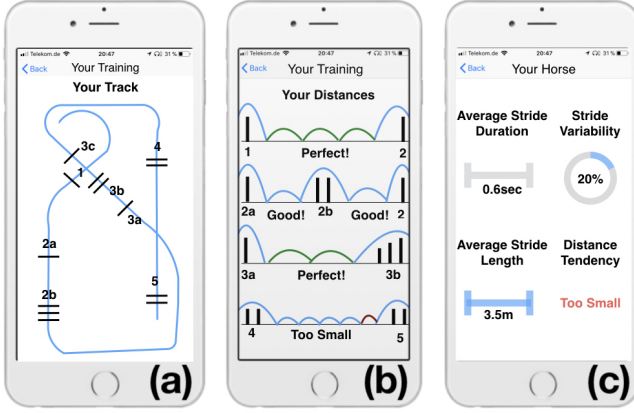 Telekom.de 20:47 31 %
Back Your Training
Your Track
3c
4
1
3b
3a
2a
5
2b
(a)
Telekom.de 20:47 31 %
Back Your Training
Your Distances
1 Perfect! 2
2a Good! 2b Good! 2
3a Perfect! 3b
4 Too Small 5
(b)
Telekom.de 20:47 31 %
Back Your Horse
Average Stride Duration
0.6sec
Stride Variability
20%
Average Stride Length
3.5m
Distance Tendency
Too Small
(c)